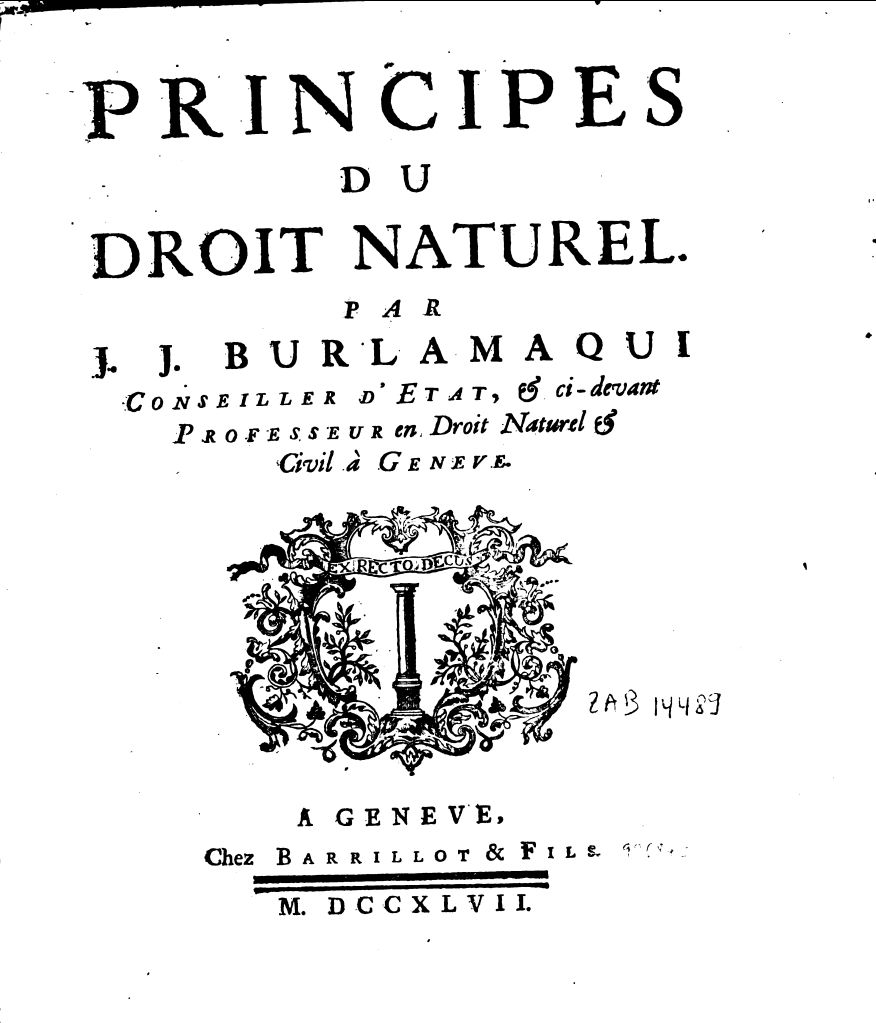 PRINCIPES
DU
DROIT NATUREL.
PAR
J. J. BURLAMAQUI
CONSEILLER D'ETAT, & ci-devant
PROFESSEUR en Droit Naturel &
Civil à GENEVE.
EX RECTO DECUS
ZAB 14489
A GENEVE,
Chez BARRILLOT & FILS.
M. DCCXLVII.